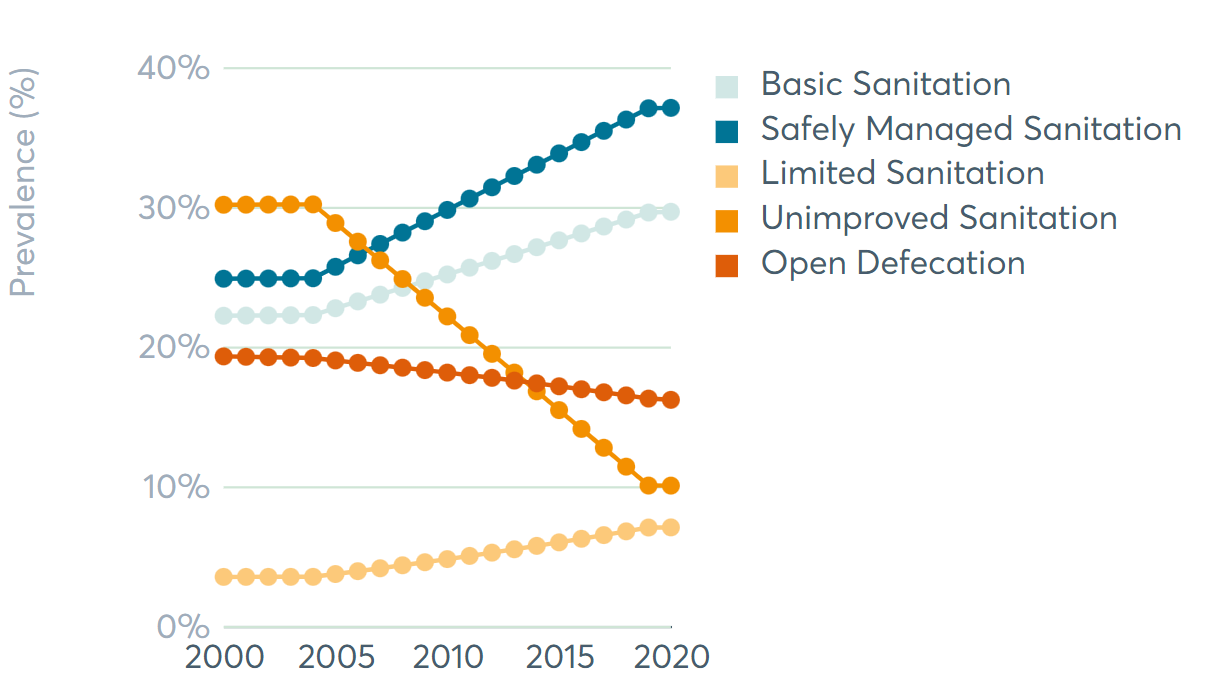 Prevalence (%)
40%
30%
20%
10%
0%
2000 2005 2010 2015 2020
Basic Sanitation
Safely Managed Sanitation
Limited Sanitation
Unimproved Sanitation
Open Defecation